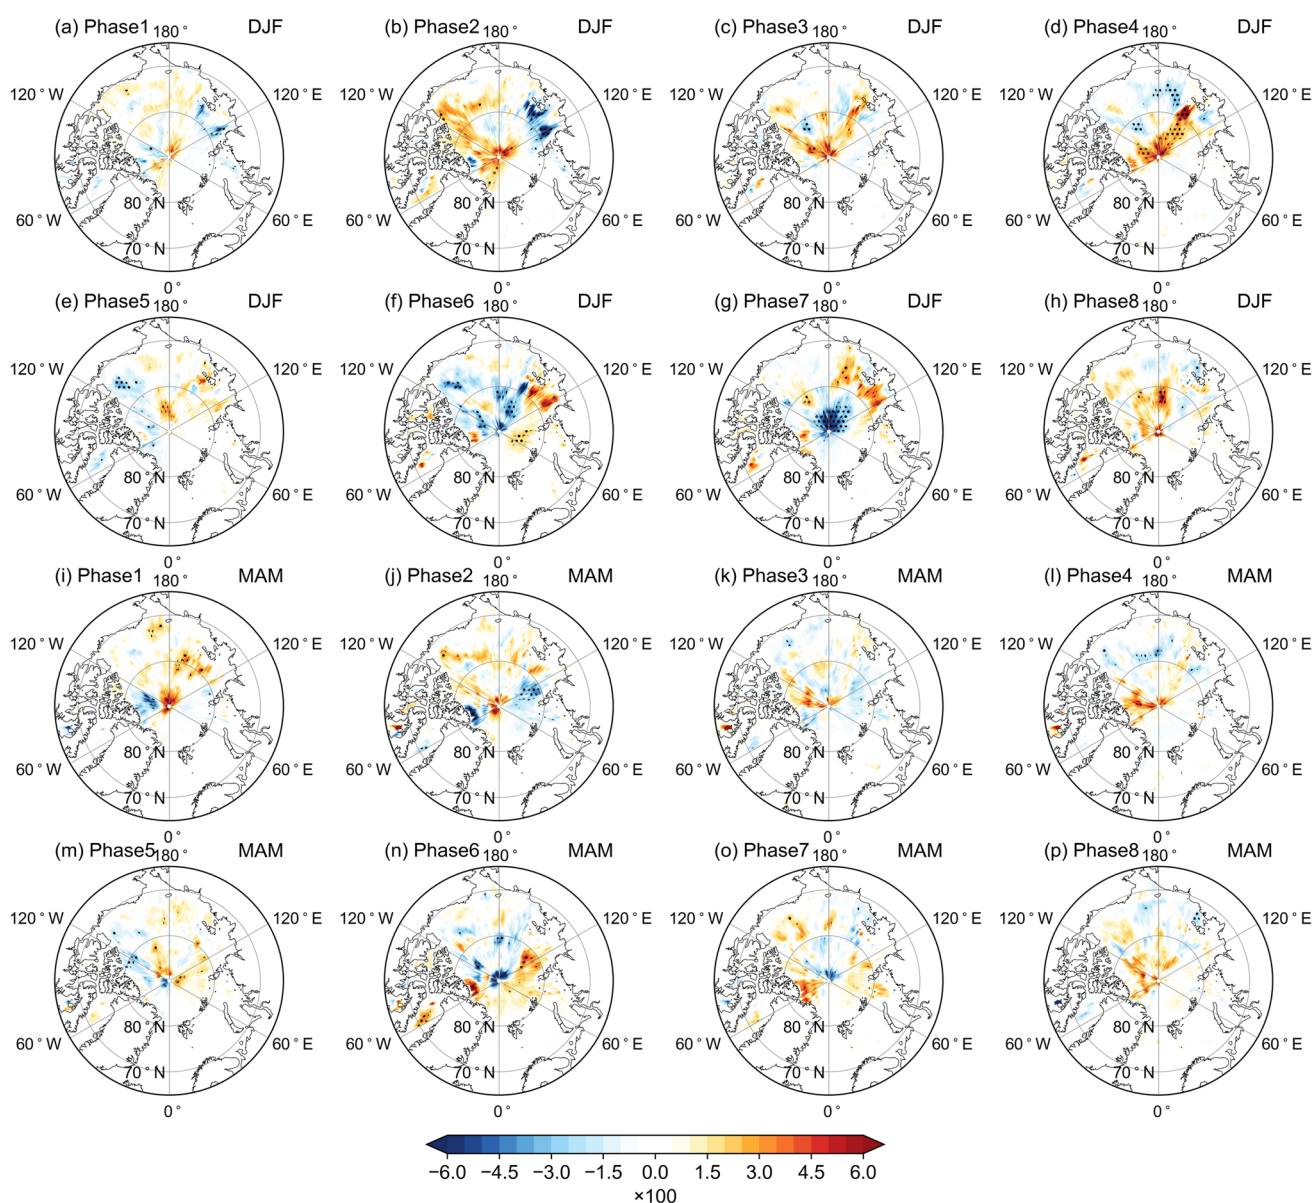 (a) Phase1 180° DJF (b) Phase2 180° DJF (c) Phase3 180° DJF (d) Phase4 180° DJF
120° W 120° E 120° W 120° E 120° W 120° E 120° W 120° E
80° N 80° N 80° N 80° N
60° W 60° E 60° W 60° E 60° W 60° E 60° W 60° E
70° N 70° N 70° N 70° N
0° 0° 0° 0°
(e) Phase5 180° DJF (f) Phase6 180° DJF (g) Phase7 180° DJF (h) Phase8 180° DJF
120° W 120° E 120° W 120° E 120° W 120° E 120° W 120° E
80° N 80° N 80° N 80° N
60° W 60° E 60° W 60° E 60° W 60° E 60° W 60° E
70° N 70° N 70° N 70° N
0° 0° 0° 0°
(i) Phase1 180° MAM (j) Phase2 180° MAM (k) Phase3 180° MAM (l) Phase4 180° MAM
120° W 120° E 120° W 120° E 120° W 120° E 120° W 120° E
80° N 80° N 80° N 80° N
60° W 60° E 60° W 60° E 60° W 60° E 60° W 60° E
70° N 70° N 70° N 70° N
0° 0° 0° 0°
(m) Phase5 180° MAM (n) Phase6 180° MAM (o) Phase7 180° MAM (p) Phase8 180° MAM
120° W 120° E 120° W 120° E 120° W 120° E 120° W 120° E
80° N 80° N 80° N 80° N
60° W 60° E 60° W 60° E 60° W 60° E 60° W 60° E
70° N 70° N 70° N 70° N
0° 0° 0° 0°
−6.0 −4.5 −3.0 −1.5 0.0 1.5 3.0 4.5 6.0
×100